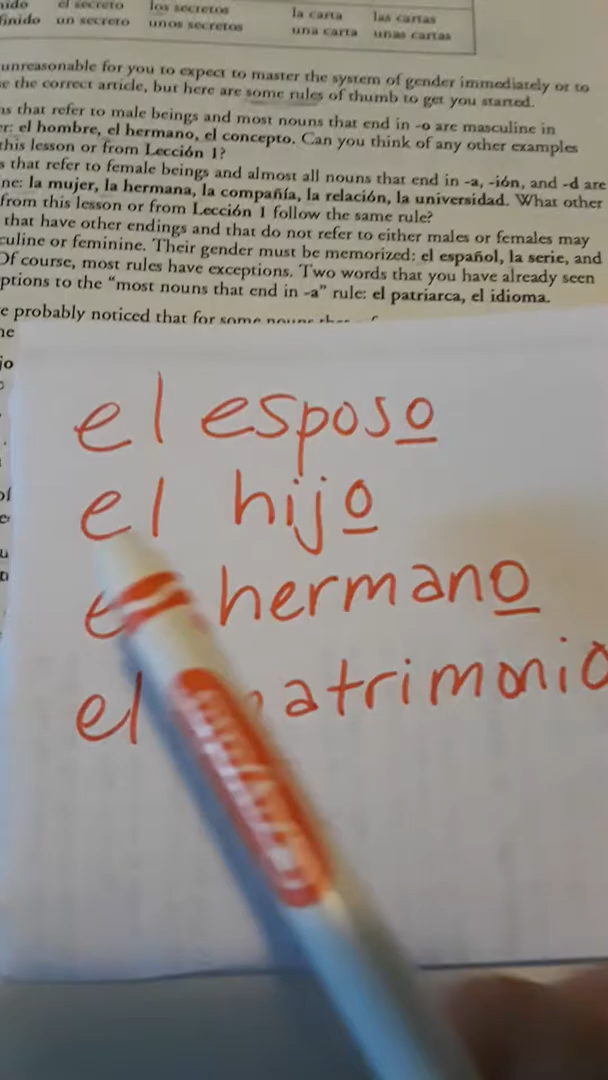 el secreto los secretos la carta las cartas
un secreto unos secretos una carta unas cartas
unreasonable for you to expect to master the system of gender immediately or to
the correct article, but here are some rules of thumb to get you started.
that refer to male beings and most nouns that end in -o are masculine in
el hombre, el hermano, el concepto. Can you think of any other examples
this lesson or from Lección 1?
that refer to female beings and almost all nouns that end in -a, -ión, and -d are
la mujer, la hermana, la compañía, la relación, la universidad. What other
from this lesson or from Lección 1 follow the same rule?
that have other endings and that do not refer to either males or females may
or feminine. Their gender must be memorized: el español, la serie, and
Of course, most rules have exceptions. Two words that you have already seen
to the “most nouns that end in -a” rule: el patriarca, el idioma.
probably noticed that for some nouns
el esposo
el hijo
hermano
el